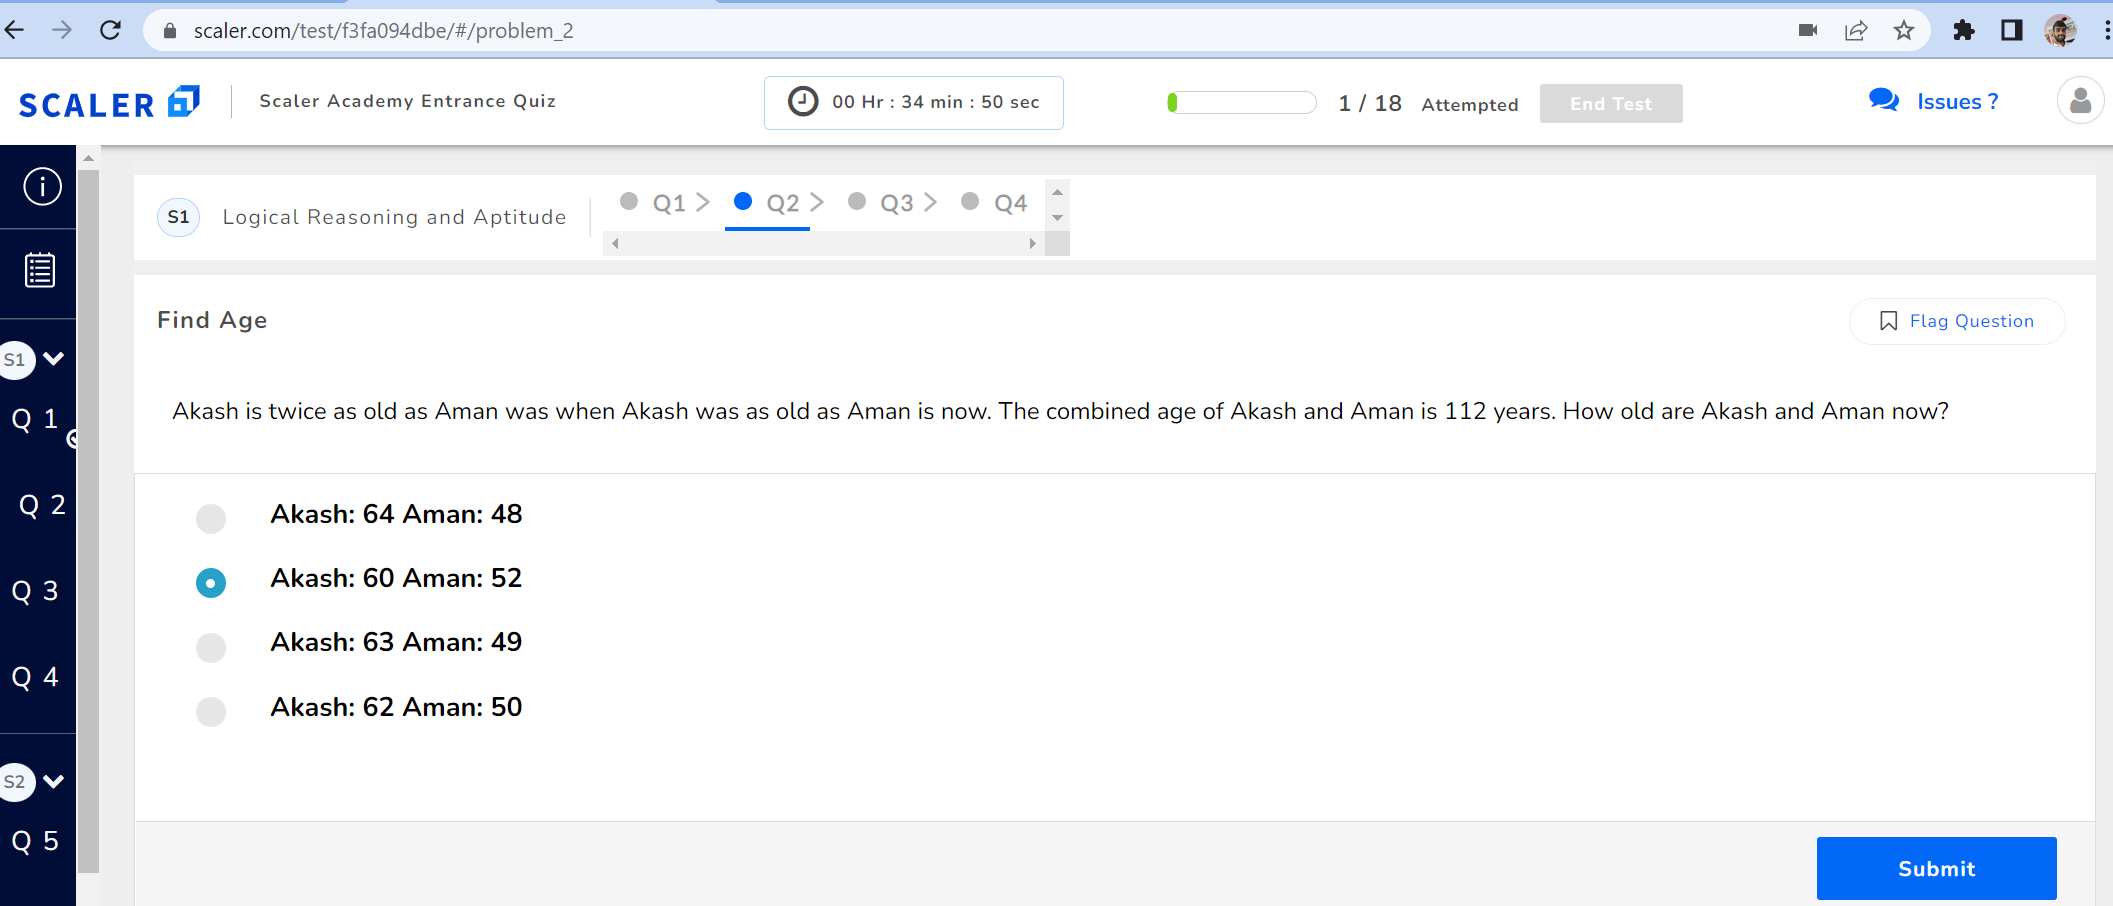 scaler.com/test/f3fa094dbe/#/problem_2
SCALER
Scaler Academy Entrance Quiz
00 Hr : 34 min : 50 sec
1 / 18 Attempted
End Test
Issues ?
S1
Logical Reasoning and Aptitude
Q1
Q2
Q3
Q4
Find Age
Flag Question
S1
Q 1
Q 2
Q 3
Q 4
S2
Q 5
Akash is twice as old as Aman was when Akash was as old as Aman is now. The combined age of Akash and Aman is 112 years. How old are Akash and Aman now?
Akash: 64 Aman: 48
Akash: 60 Aman: 52
Akash: 63 Aman: 49
Akash: 62 Aman: 50
Submit